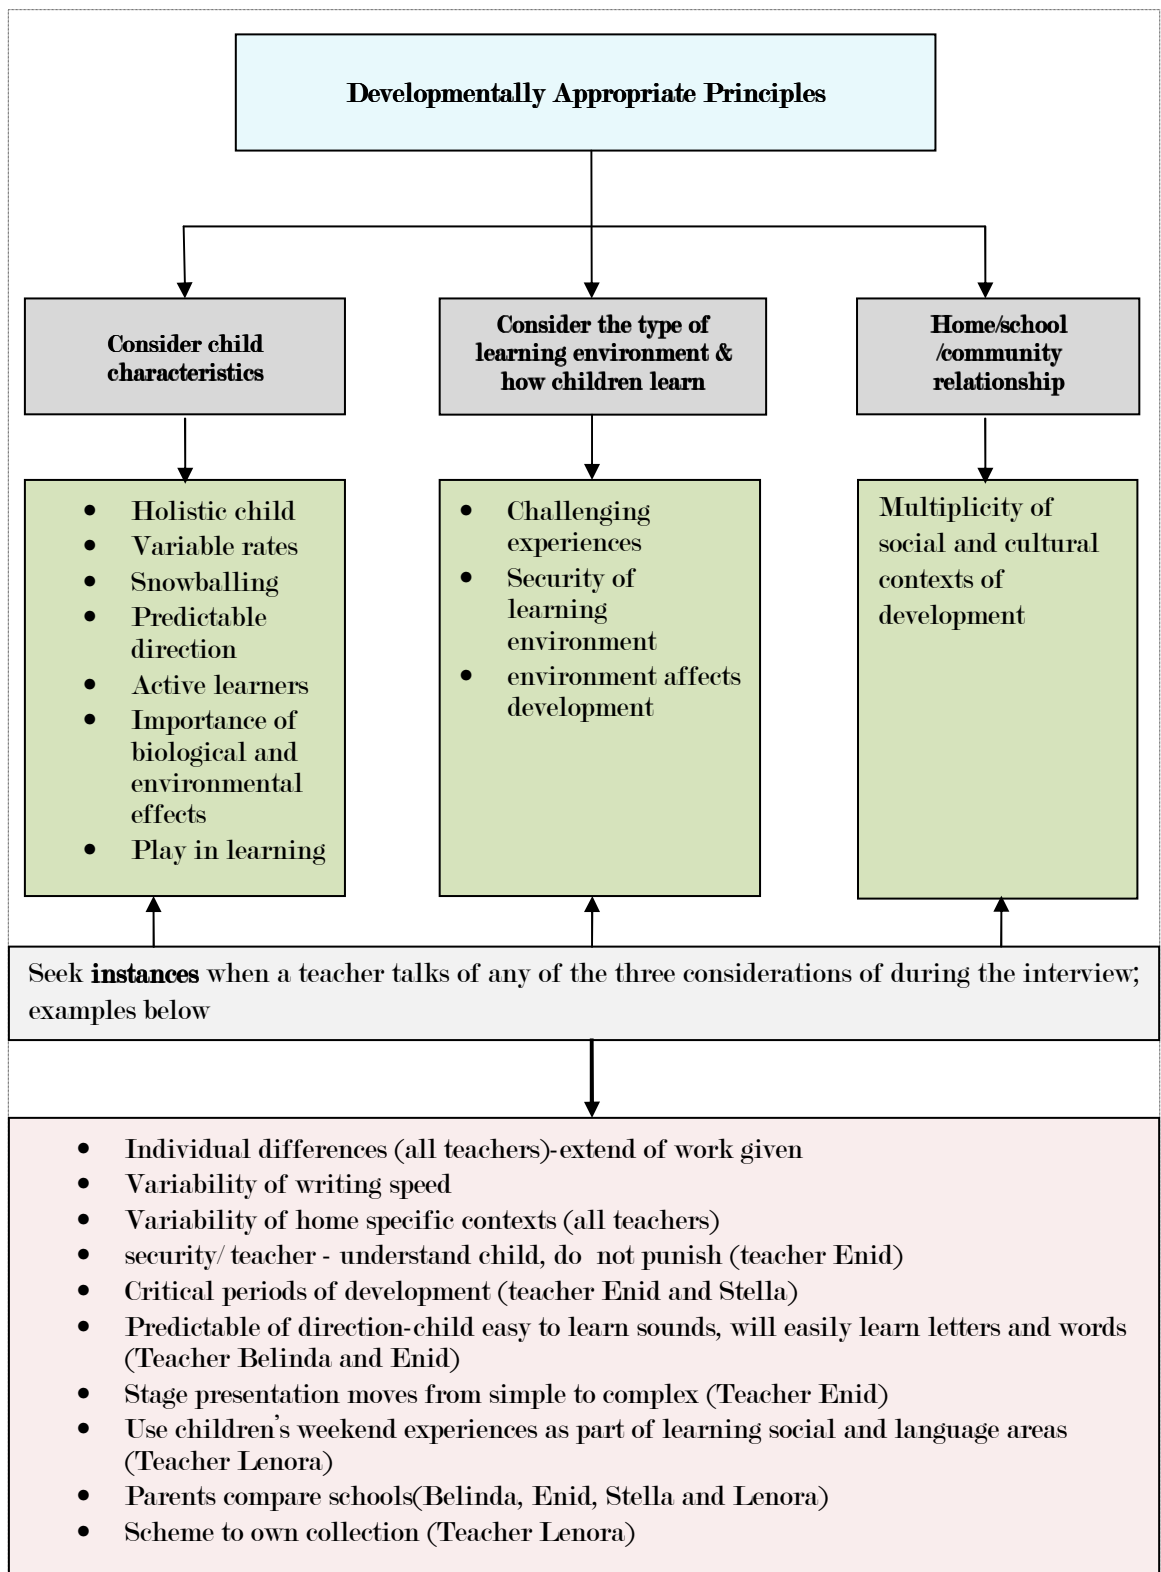 Developmentally Appropriate Principles
Consider child
characteristics
Consider the type of
learning environment &
how children learn
Home/school
/community
relationship
• Holistic child
• Variable rates
• Snowballing
• Predictable
direction
• Active learners
• Importance of
biological and
environmental
effects
• Play in learning
• Challenging
experiences
• Security of
learning
environment
• environment affects
development
Multiplicity of
social and cultural
contexts of
development
Seek instances when a teacher talks of any of the three considerations of during the interview;
examples below
• Individual differences (all teachers)-extend of work given
• Variability of writing speed
• Variability of home specific contexts (all teachers)
• security/ teacher - understand child, do not punish (teacher Enid)
• Critical periods of development (teacher Enid and Stella)
• Predictable of direction-child easy to learn sounds, will easily learn letters and words
(Teacher Belinda and Enid)
• Stage presentation moves from simple to complex (Teacher Enid)
• Use children's weekend experiences as part of learning social and language areas
(Teacher Lenora)
• Parents compare schools(Belinda, Enid, Stella and Lenora)
• Scheme to own collection (Teacher Lenora)